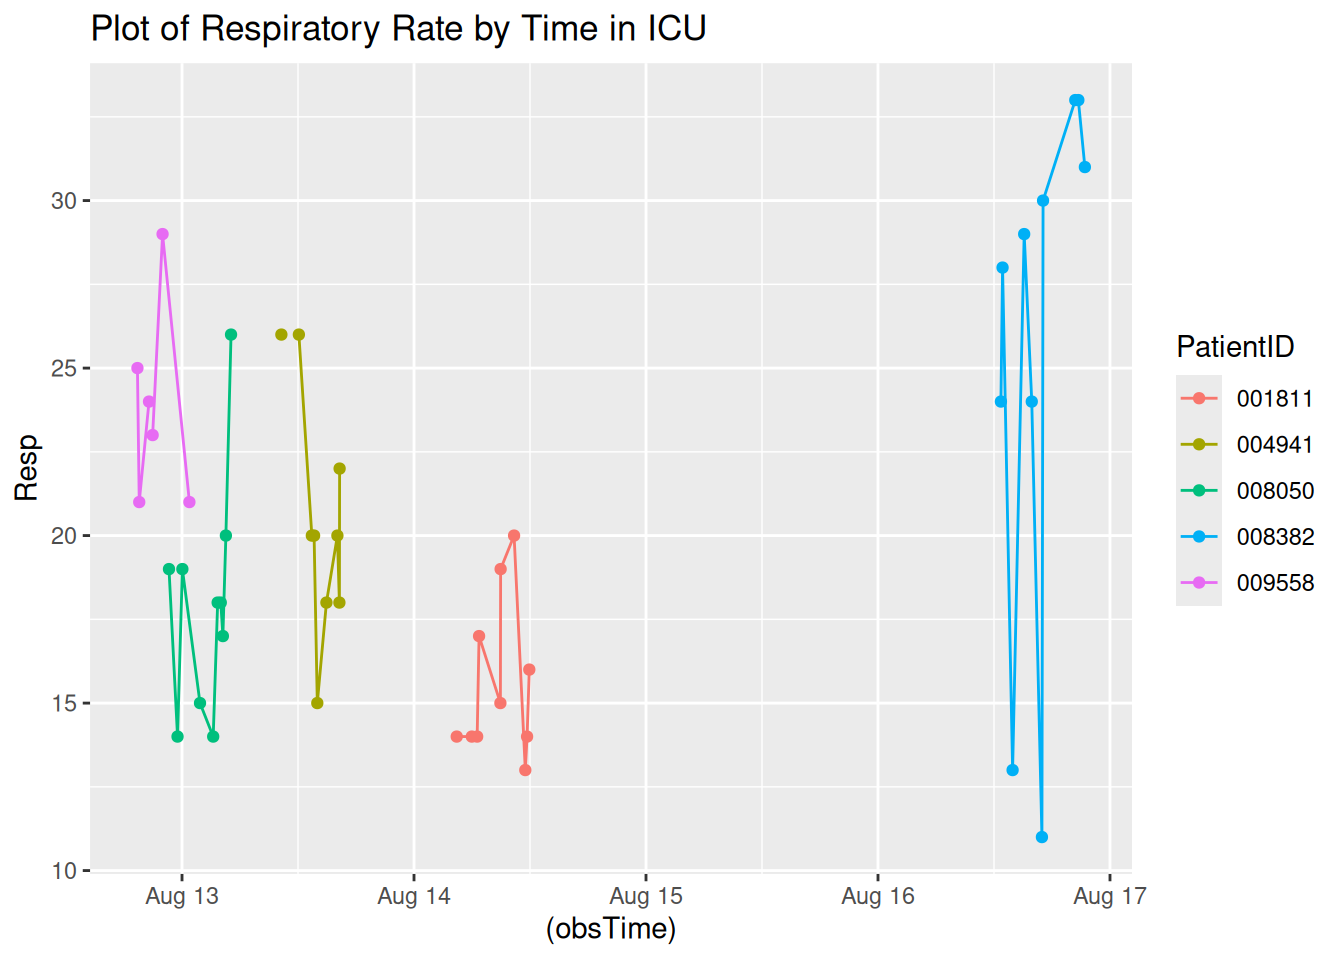 Plot of Respiratory Rate by Time in ICU
Resp
30
25
20
15
10
Aug 13
Aug 14
Aug 15
Aug 16
Aug 17
(obsTime)
PatientID
001811
004941
008050
008382
009558